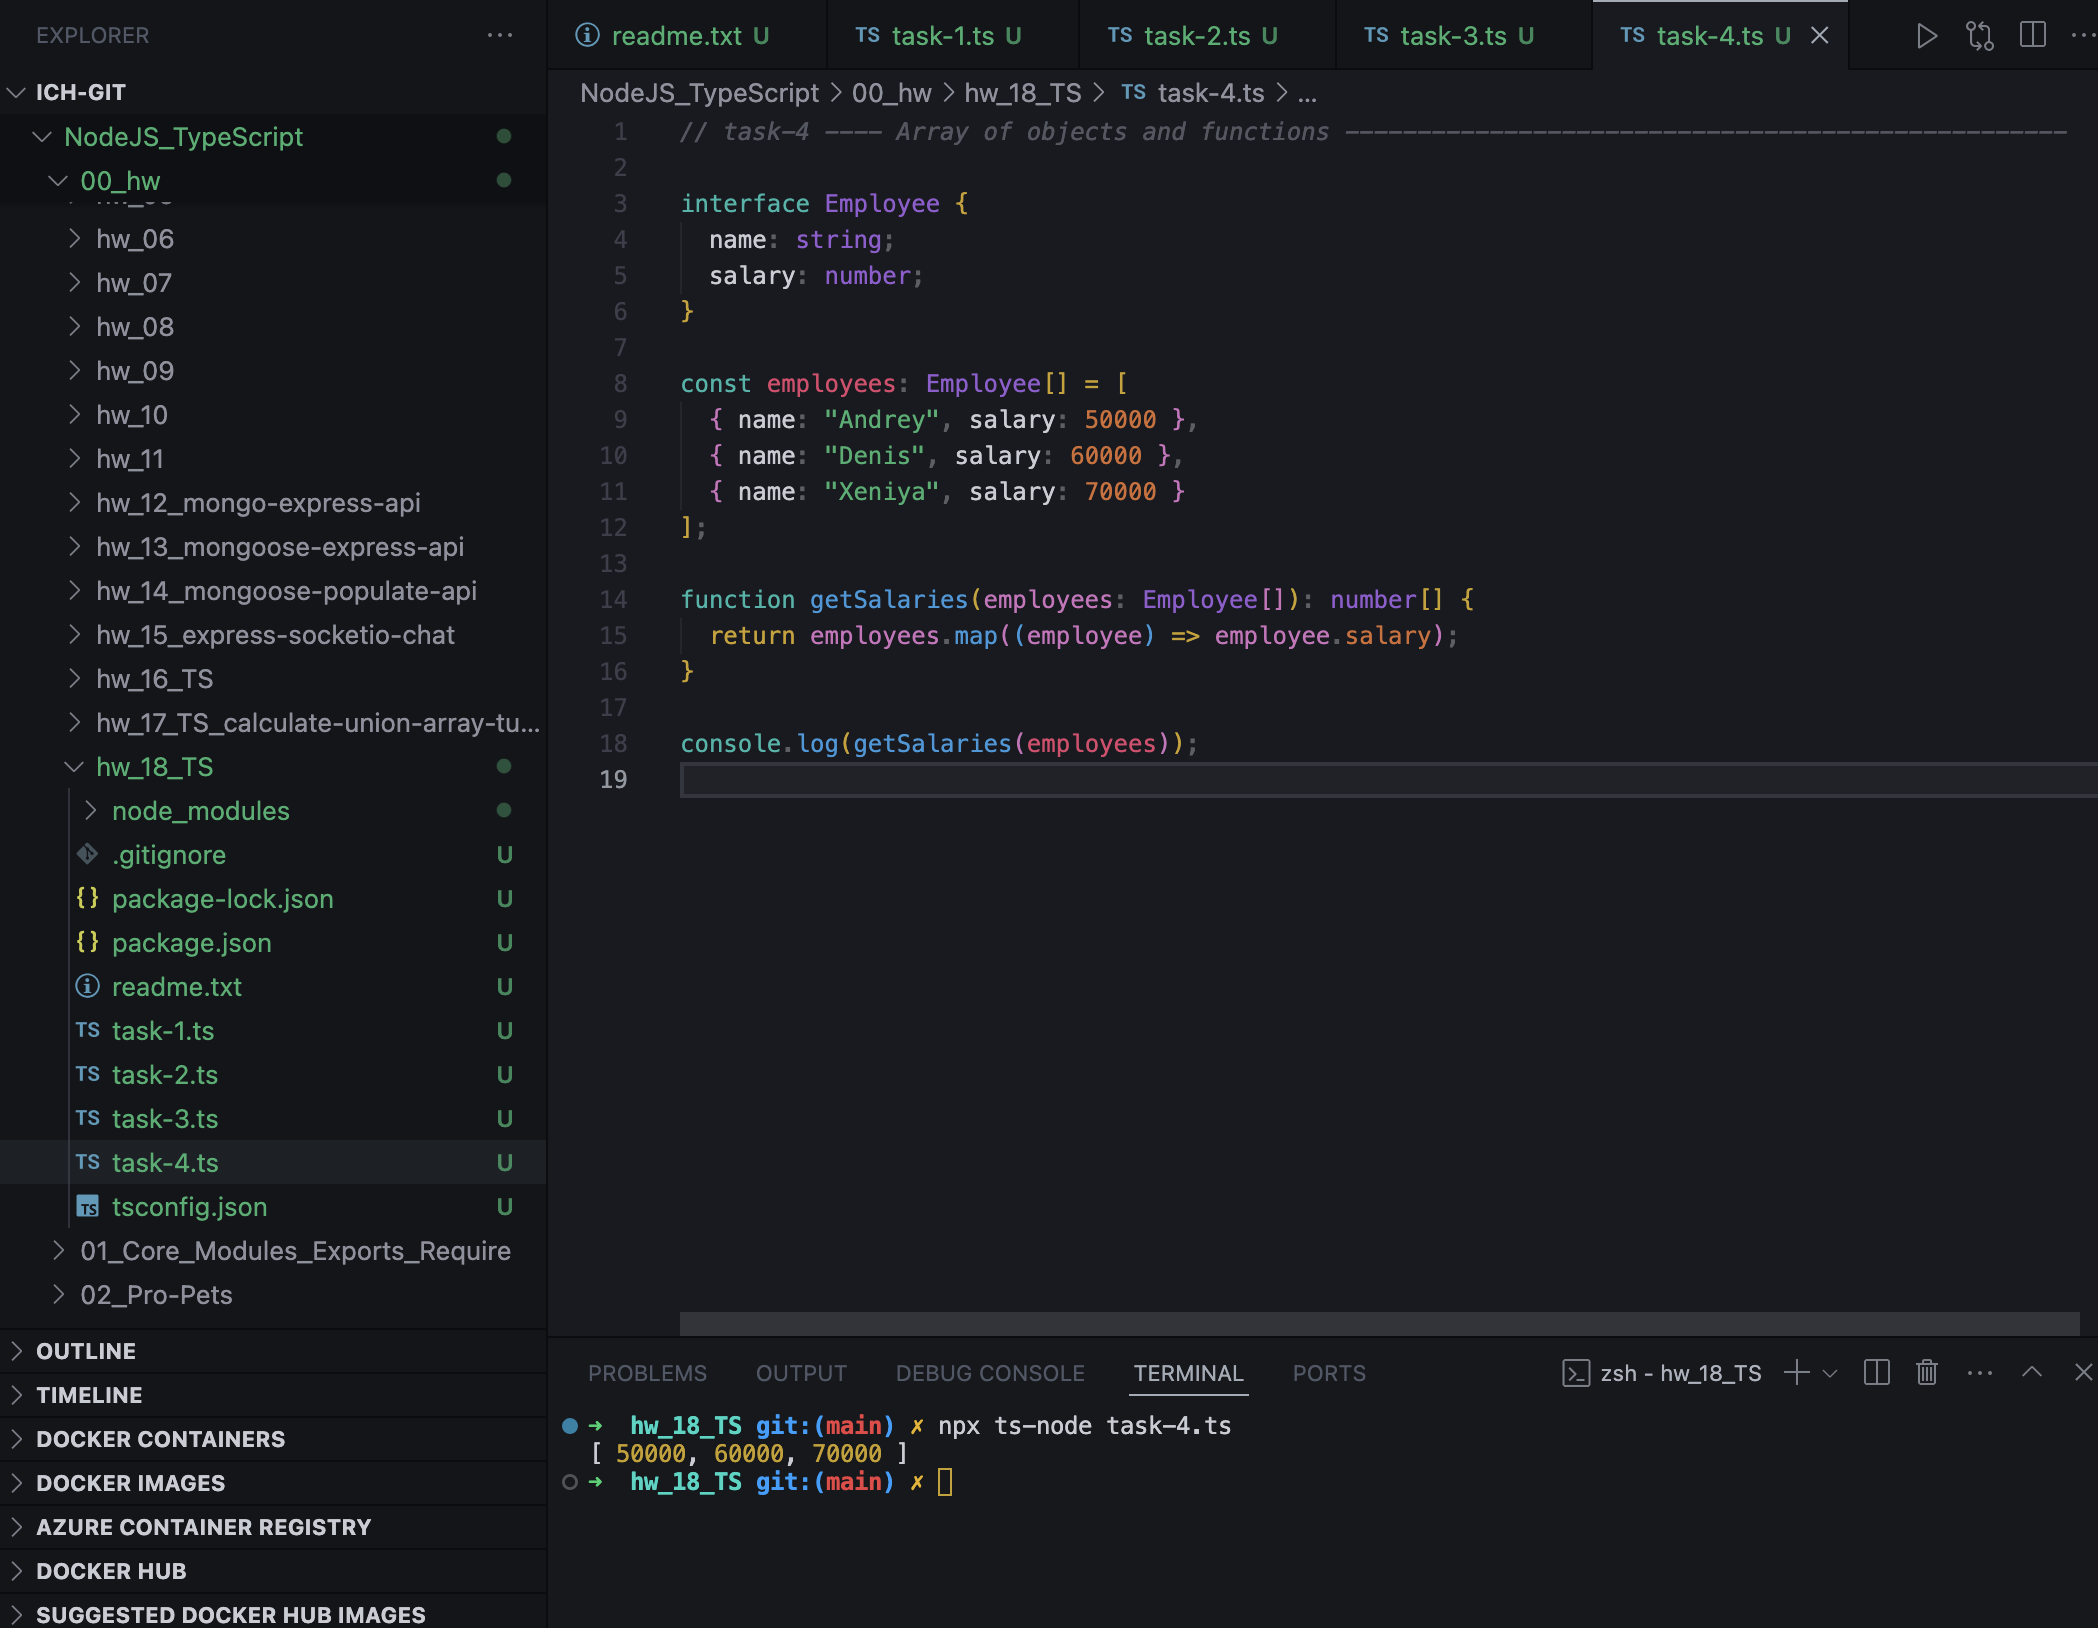 EXPLORER
ICH-GIT
NodeJS_TypeScript
00_hw
hw_06
hw_07
hw_08
hw_09
hw_10
hw_11
hw_12_mongo-express-api
hw_13_mongoose-express-api
hw_14_mongoose-populate-api
hw_15_express-socketio-chat
hw_16_TS
hw_17_TS_calculate-union-array-tu...
hw_18_TS
node_modules
.gitignore U
{} package-lock.json U
{} package.json U
readme.txt U
TS task-1.ts U
TS task-2.ts U
TS task-3.ts U
TS task-4.ts U
TS tsconfig.json U
01_Core_Modules_Exports_Require
02_Pro-Pets
OUTLINE
TIMELINE
DOCKER CONTAINERS
DOCKER IMAGES
AZURE CONTAINER REGISTRY
DOCKER HUB
SUGGESTED DOCKER HUB IMAGES
readme.txt U TS task-1.ts U TS task-2.ts U TS task-3.ts U TS task-4.ts U
NodeJS_TypeScript > 00_hw > hw_18_TS > TS task-4.ts > ...
1 // task-4 ---- Array of objects and functions --------------------------------------------------
2
3 interface Employee {
4 name: string;
5 salary: number;
6 }
7
8 const employees: Employee[] = [
9 { name: "Andrey", salary: 50000 },
10 { name: "Denis", salary: 60000 },
11 { name: "Xeniya", salary: 70000 }
12 ];
13
14 function getSalaries(employees: Employee[]): number[] {
15 return employees.map((employee) => employee.salary);
16 }
17
18 console.log(getSalaries(employees));
19
PROBLEMS OUTPUT DEBUG CONSOLE TERMINAL PORTS zsh - hw_18_TS
➜ hw_18_TS git:(main) ✗ npx ts-node task-4.ts
[ 50000, 60000, 70000 ]
➜ hw_18_TS git:(main) ✗